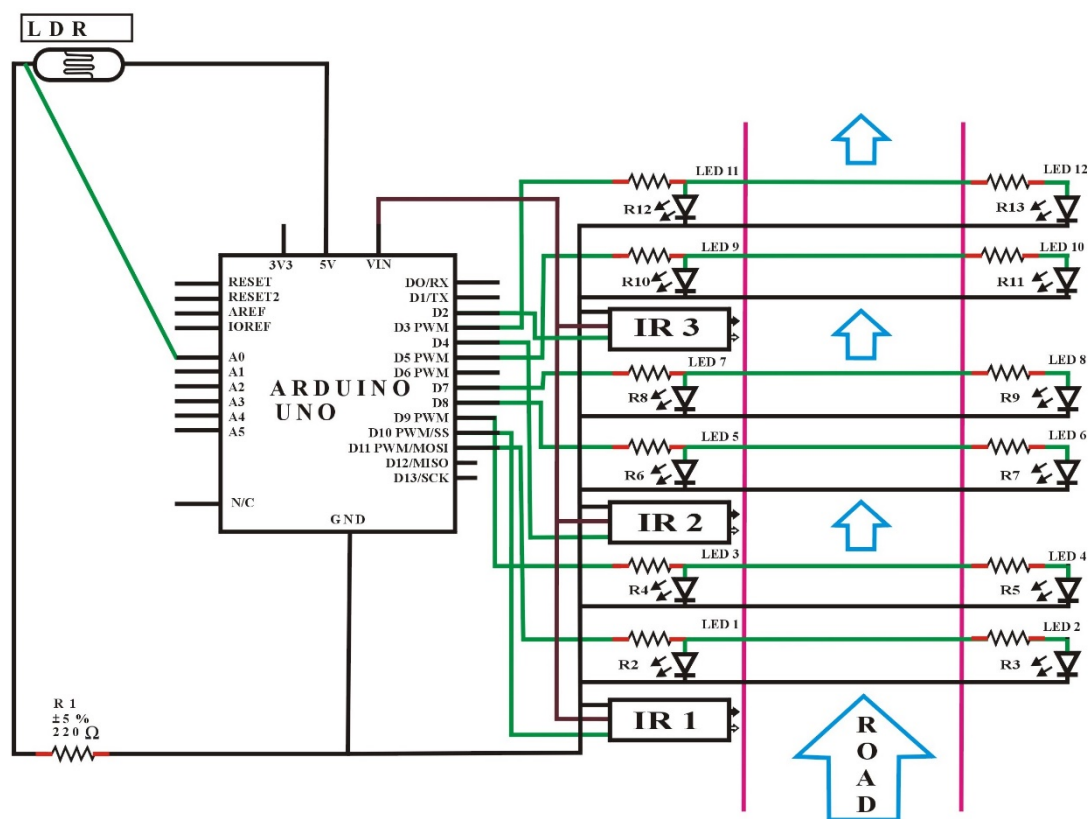 LDR
LED 11
LED 12
R12
R13
3V3
5V
VIN
LED 9
LED 10
R10
R11
RESET
RESET2
AREF
IOREF
A0
A1
A2
A3
A4
A5
N/C
GND
ARDUINO
UNO
DO/RX
D1/TX
D2
D3 PWM
D4
D5 PWM
D6 PWM
D7
D8
D9 PWM
D10 PWM/SS
D11 PWM/MOSI
D12/MISO
D13/SCK
IR 3
LED 7
LED 8
R8
R9
LED 5
LED 6
R6
R7
IR 2
LED 3
LED 4
R4
R5
LED 1
LED 2
R2
R3
IR 1
R1
±5%
220 Ω
ROAD